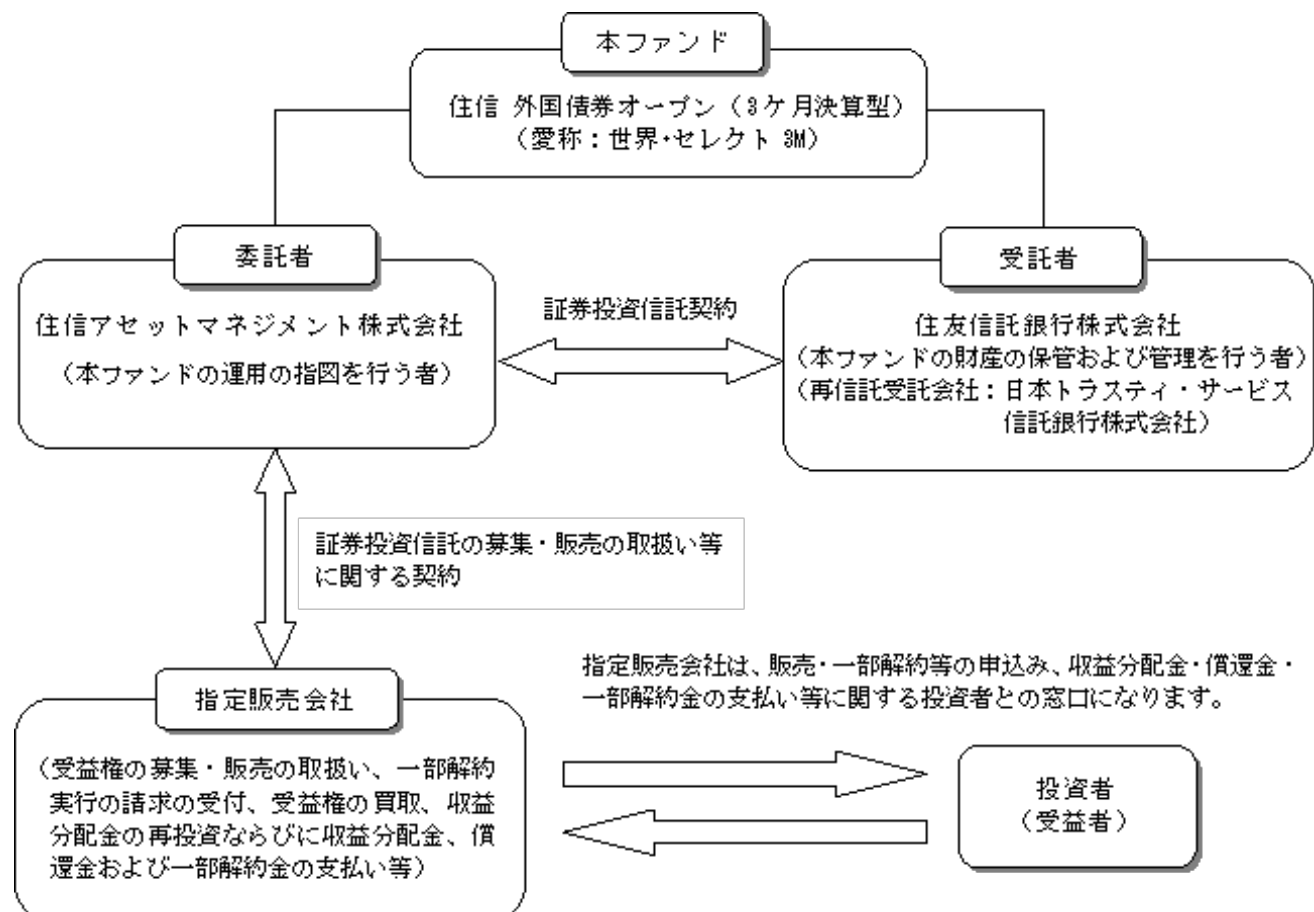 本ファンド
住信 外国債券オープン（3ケ月決算型）
（愛称：世界･セレクト 3M）
委託者
住信アセットマネジメント株式会社
（本ファンドの運用の指図を行う者）
証券投資信託契約
受託者
住友信託銀行株式会社
（本ファンドの財産の保管および管理を行う者）
（再信託受託会社：日本トラスティ・サービス
信託銀行株式会社）
証券投資信託の募集・販売の取扱い等
に関する契約
指定販売会社
（受益権の募集・販売の取扱い、一部解約
実行の請求の受付、受益権の買取、収益
分配金の再投資ならびに収益分配金、償
還金および一部解約金の支払い等）
指定販売会社は、販売・一部解約等の申込み、収益分配金・償還金・
一部解約金の支払い等に関する投資者との窓口になります。
投資者
（受益者）